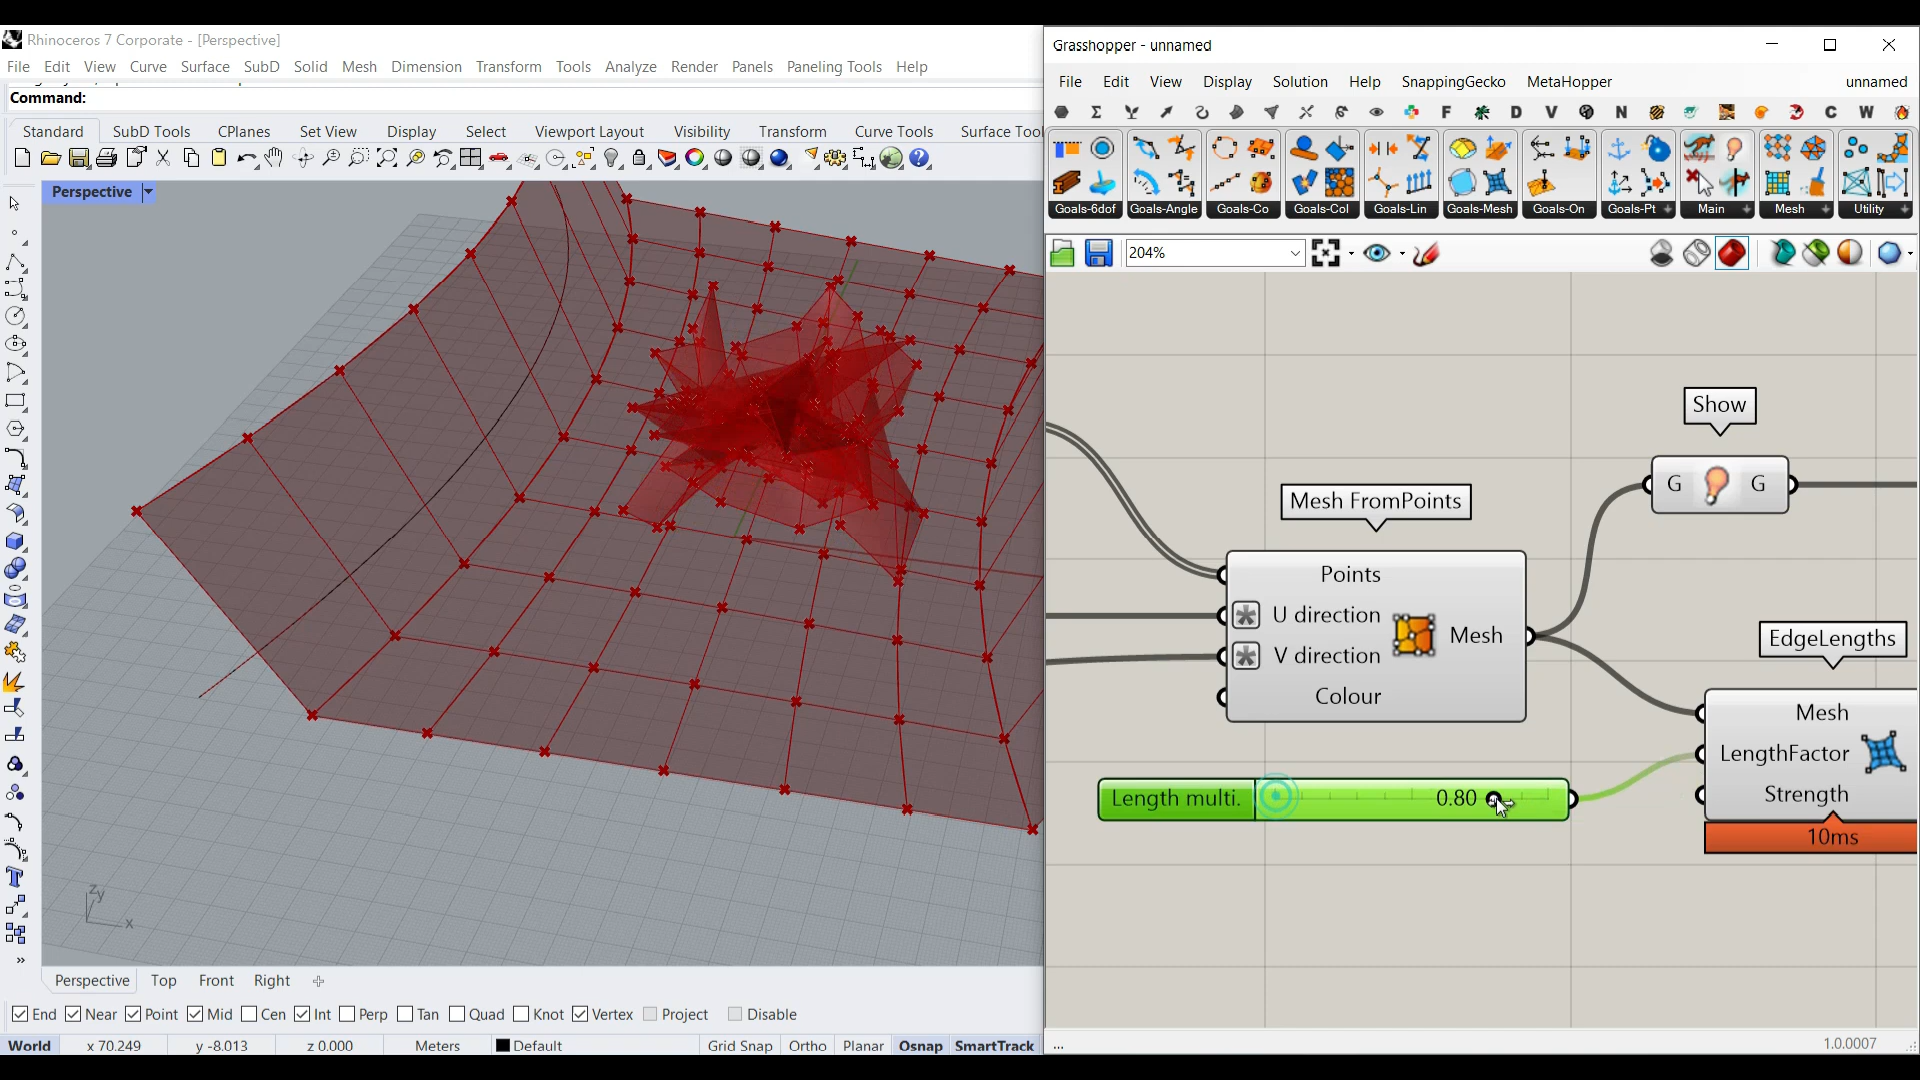 Rhinoceros 7 Corporate - [Perspective]
File Edit View Curve Surface SubD Solid Mesh Dimension Transform Tools Analyze Render Panels Paneling Tools Help
Command:
Standard SubD Tools CPlanes Set View Display Select Viewport Layout Visibility Transform Curve Tools Surface Tool
Perspective
zy
x
Perspective Top Front Right
End Near Point Mid Cen Int Perp Tan Quad Knot Vertex Project Disable
World x 70.249 y -8.013 z 0.000 Meters Default Grid Snap Ortho Planar Osnap SmartTrack
Grasshopper - unnamed
File Edit View Display Solution Help SnappingGecko MetaHopper unnamed
F D V N C W
Goals-6dof Goals-Angle Goals-Co Goals-Col Goals-Lin Goals-Mesh Goals-On Goals-Pt Main Mesh Utility
204%
Show
G G
Mesh FromPoints
Points
U direction
V direction
Colour
Mesh
EdgeLengths
Mesh
LengthFactor
Strength
10ms
Length multi. 0.80
... 1.0.0007